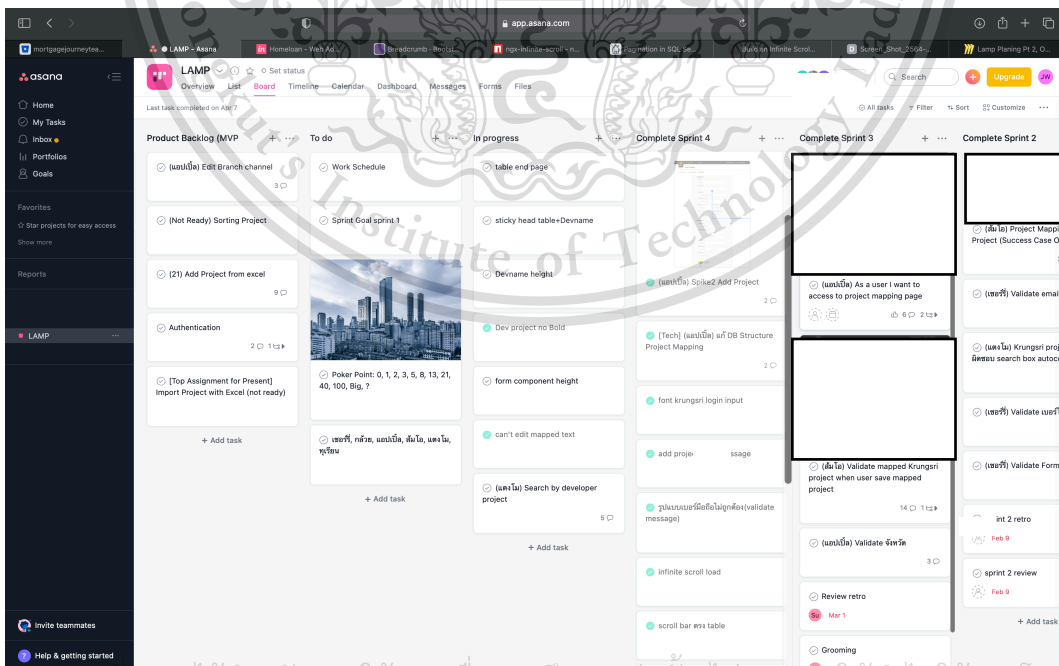 app.asana.com
mortgagejourneytea...
LAMP - Asana
Homeloan - Web Ad...
Breadcrumb · Bootst...
ngx-infinite-scroll - n...
Pagination in SQL Se...
Build an Infinite Scrol...
Screen_Shot_2564-...
Lamp Planing Pt 2, O...
asana
Home
My Tasks
Inbox
Portfolios
Goals
Favorites
Star projects for easy access
Show more
Reports
LAMP
Invite teammates
Help & getting started
LAMP
Set status
Overview List Board Timeline Calendar Dashboard Messages Forms Files
Search
Upgrade
JW
Last task completed on Apr 7
All tasks Filter Sort Customize
Product Backlog (MVP
(แอปเปิ้ล) Edit Branch channel
3
(Not Ready) Sorting Project
(21) Add Project from excel
9
Authentication
2 1
[Top Assignment for Present]
Import Project with Excel (not ready)
+ Add task
To do
Work Schedule
Sprint Goal sprint 1
Poker Point: 0, 1, 2, 3, 5, 8, 13, 21,
40, 100, Big, ?
เชอรี่, กล้วย, แอปเปิ้ล, ส้มโอ, แตงโม,
ทุเรียน
+ Add task
In progress
table end page
sticky head table+Devname
Devname height
Dev project no Bold
form component height
can't edit mapped text
(แตงโม) Search by developer
project
5
+ Add task
Complete Sprint 4
(แอปเปิ้ล) Spike2 Add Project
2
[Tech] (แอปเปิ้ล) แก้ DB Structure
Project Mapping
2
font krungsri login input
add proje ssage
รูปแบบเบอร์มือถือไม่ถูกต้อง(validate
message)
infinite scroll load
scroll bar ตรง table
Complete Sprint 3
(แอปเปิ้ล) As a user I want to
access to project mapping page
6 2
(ส้มโอ) Validate mapped Krungsri
project when user save mapped
project
14 1
(แอปเปิ้ล) Validate จังหวัด
3
Review retro
Su Mar 1
Grooming
Complete Sprint 2
(ส้มโอ) Project Mappi
Project (Success Case O
(เชอรี่) Validate emai
(แตงโม) Krungsri proj
ผิดชอบ search box autoc
(เชอรี่) Validate เบอร์โ
(เชอรี่) Validate Form
int 2 retro
Feb 9
sprint 2 review
Feb 9
+ Add task
Institute of Technology